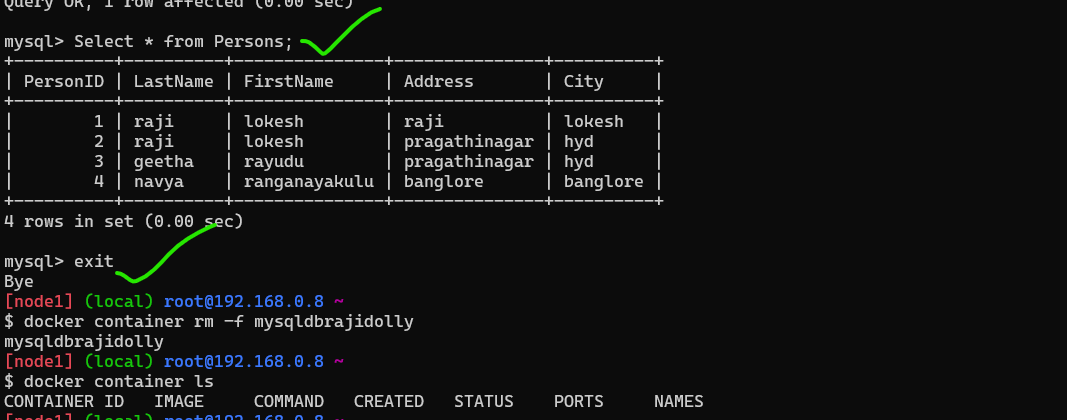 Query OK, 1 row affected (0.00 sec)
mysql> Select * from Persons;
+----------+----------+---------------+---------------+----------+
| PersonID | LastName | FirstName     | Address       | City     |
+----------+----------+---------------+---------------+----------+
|        1 | raji     | lokesh        | raji          | lokesh   |
|        2 | raji     | lokesh        | pragathinagar | hyd      |
|        3 | geetha   | rayudu        | pragathinagar | hyd      |
|        4 | navya    | ranganayakulu | banglore      | banglore |
+----------+----------+---------------+---------------+----------+
4 rows in set (0.00 sec)
mysql> exit
Bye
[node1] (local) root@192.168.0.8 ~
$ docker container rm -f mysqldbrajidolly
mysqldbrajidolly
[node1] (local) root@192.168.0.8 ~
$ docker container ls
CONTAINER ID   IMAGE     COMMAND   CREATED   STATUS    PORTS     NAMES
[node1] (local) root@192.168.0.8 ~